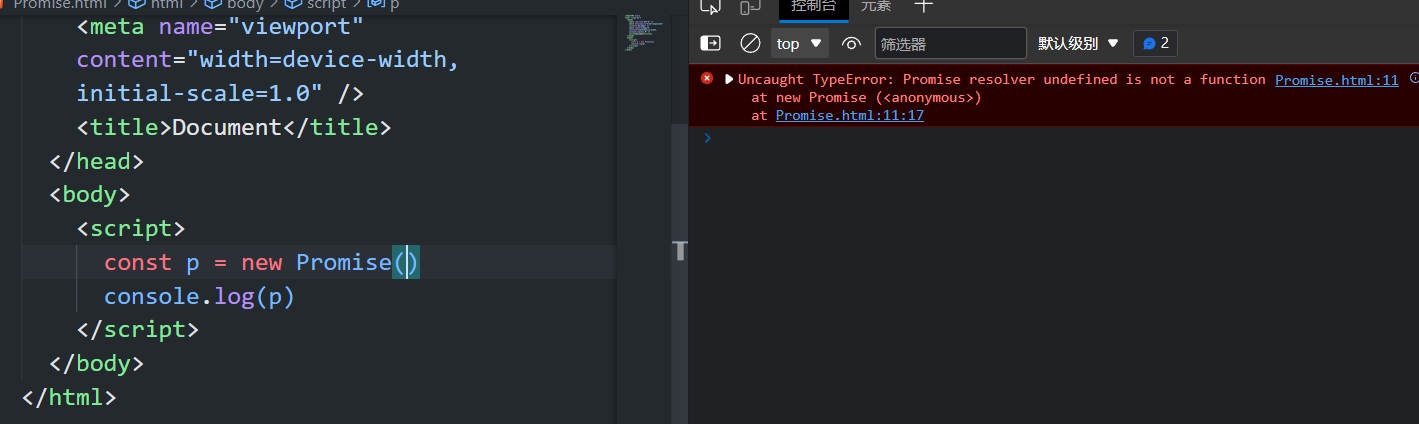 Promise.html > html > body > script > p
<meta name="viewport"
content="width=device-width,
initial-scale=1.0" />
<title>Document</title>
</head>
<body>
<script>
const p = new Promise()
console.log(p)
</script>
</body>
</html>
控制台 元素
top 筛选器 默认级别 2
Uncaught TypeError: Promise resolver undefined is not a function Promise.html:11
at new Promise (<anonymous>)
at Promise.html:11:17